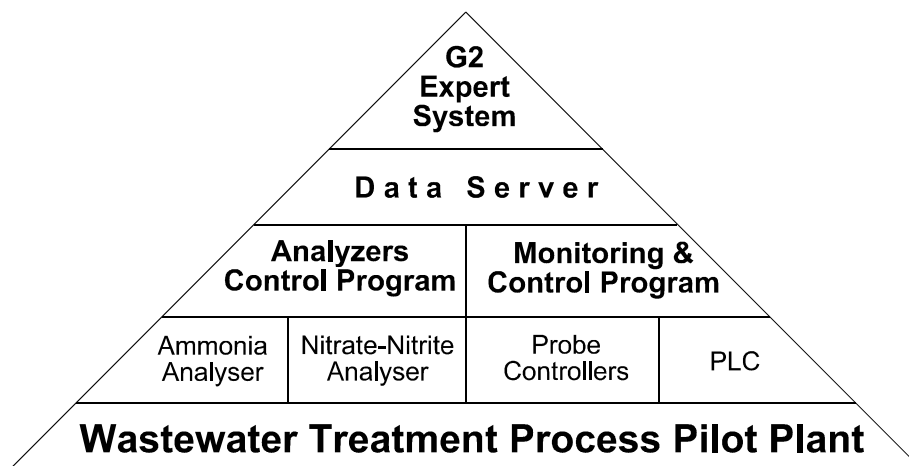 G2
Expert
System
Data Server
Analyzers
Control Program
Monitoring &
Control Program
Ammonia
Analyser
Nitrate-Nitrite
Analyser
Probe
Controllers
PLC
Wastewater Treatment Process Pilot Plant